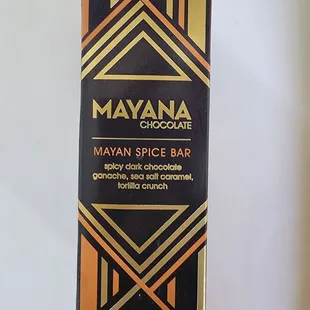 MAYANA
CHOCOLATE
MAYAN SPICE BAR
spicy dark chocolate
ganache, sea salt caramel,
tortilla crunch